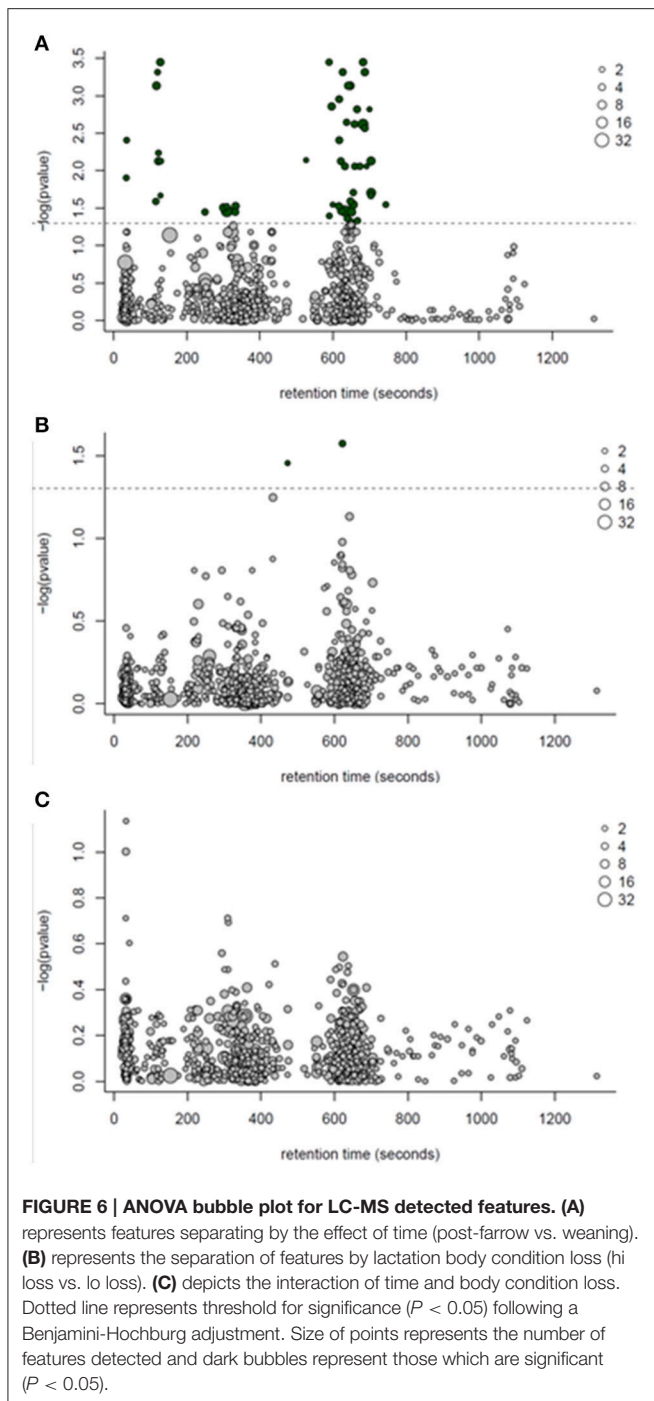 A
3.5
3.0
2.5
2.0
1.5
1.0
0.5
0.0
−log(pvalue)
2
4
8
16
32
0 200 400 600 800 1000 1200
retention time (seconds)
B
1.5
1.0
0.5
0.0
−log(pvalue)
2
4
8
16
32
0 200 400 600 800 1000 1200
retention time (seconds)
C
1.0
0.8
0.6
0.4
0.2
0.0
−log(pvalue)
2
4
8
16
32
0 200 400 600 800 1000 1200
retention time (seconds)
FIGURE 6 | ANOVA bubble plot for LC-MS detected features. (A)
represents features separating by the effect of time (post-farrow vs. weaning).
(B) represents the separation of features by lactation body condition loss (hi
loss vs. lo loss). (C) depicts the interaction of time and body condition loss.
Dotted line represents threshold for significance (P < 0.05) following a
Benjamini-Hochburg adjustment. Size of points represents the number of
features detected and dark bubbles represent those which are significant
(P < 0.05).